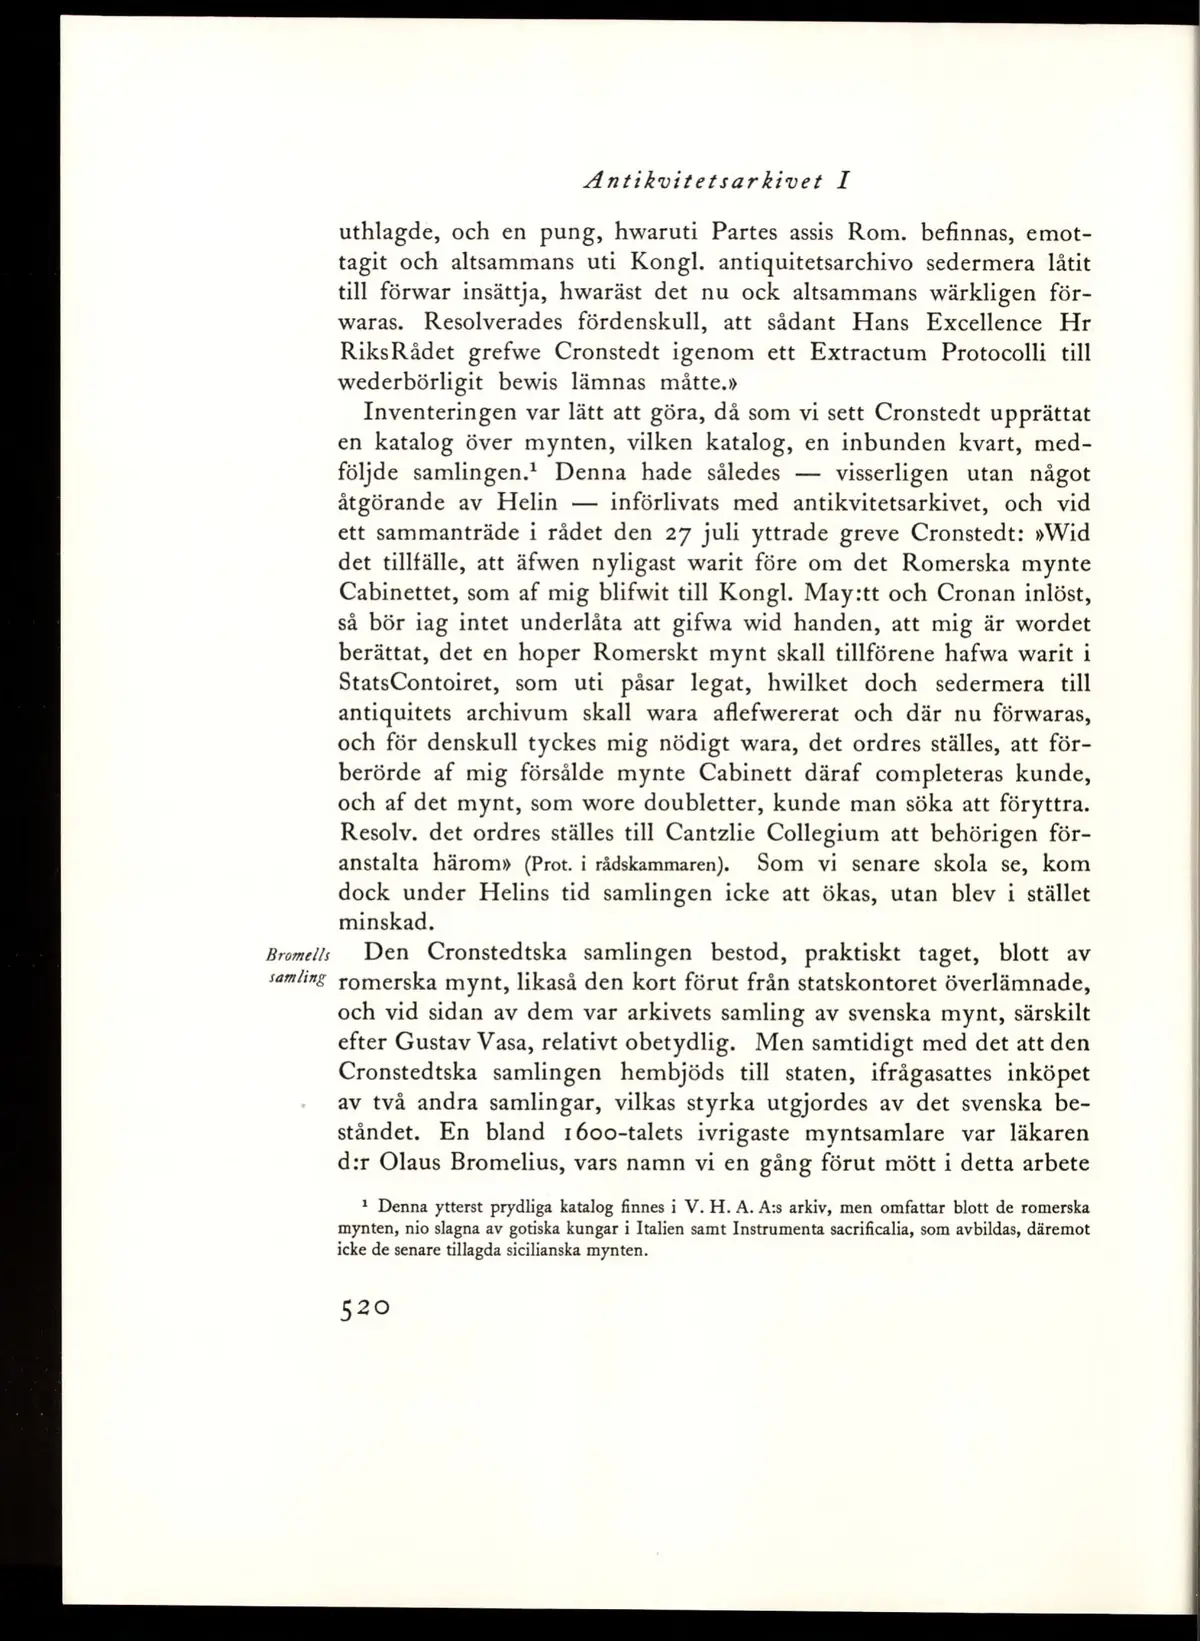 Antikvitetsarkivet I
uthlagde, och en pung, hwaruti Partes assis Rom. befinnas, emot-
tagit och altsammans uti Kongl. antiquitetsarchivo sedermera låtit
till förwar insättja, hwaräst det nu ock altsammans wärkligen för-
waras. Resolverades fördenskull, att sådant Hans Excellence Hr
RiksRådet grefwe Cronstedt igenom ett Extractum Protocolli till
wederbörligit bewis lämnas måtte.»
Inventeringen var lätt att göra, då som vi sett Cronstedt upprättat
en katalog över mynten, vilken katalog, en inbunden kvart, med-
följde samlingen.¹ Denna hade således — visserligen utan något
åtgörande av Helin — införlivats med antikvitetsarkivet, och vid
ett sammanträde i rådet den 27 juli yttrade greve Cronstedt: »Wid
det tillfälle, att äfwen nyligast warit före om det Romerska mynte
Cabinettet, som af mig blifwit till Kongl. May:tt och Cronan inlöst,
så bör iag intet underlåta att gifwa wid handen, att mig är wordet
berättat, det en hoper Romerskt mynt skall tillförene hafwa warit i
StatsContoiret, som uti påsar legat, hwilket doch sedermera till
antiquitets archivum skall wara aflefwererat och där nu förwaras,
och för denskull tyckes mig nödigt wara, det ordres ställes, att för-
berörde af mig försålde mynte Cabinett däraf completeras kunde,
och af det mynt, som wore doubletter, kunde man söka att föryttra.
Resolv. det ordres ställes till Cantzlie Collegium att behörigen för-
anstalta härom» (Prot. i rådskammaren). Som vi senare skola se, kom
dock under Helins tid samlingen icke att ökas, utan blev i stället
minskad.
Bromells
samling
Den Cronstedtska samlingen bestod, praktiskt taget, blott av
romerska mynt, likaså den kort förut från statskontoret överlämnade,
och vid sidan av dem var arkivets samling av svenska mynt, särskilt
efter Gustav Vasa, relativt obetydlig. Men samtidigt med det att den
Cronstedtska samlingen hembjöds till staten, ifrågasattes inköpet
av två andra samlingar, vilkas styrka utgjordes av det svenska be-
ståndet. En bland 1600-talets ivrigaste myntsamlare var läkaren
d:r Olaus Bromelius, vars namn vi en gång förut mött i detta arbete
¹ Denna ytterst prydliga katalog finnes i V. H. A. A:s arkiv, men omfattar blott de romerska
mynten, nio slagna av gotiska kungar i Italien samt Instrumenta sacrificalia, som avbildas, däremot
icke de senare tillagda sicilianska mynten.
520